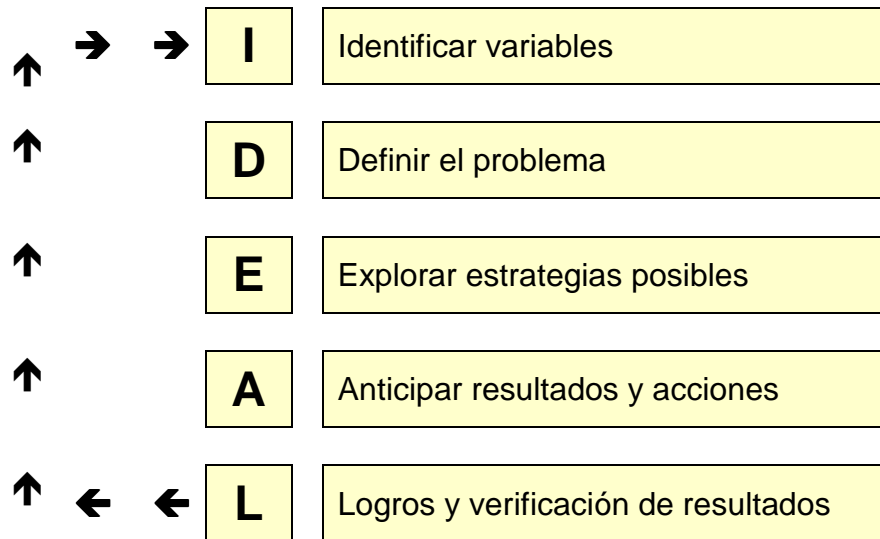 I Identificar variables
D Definir el problema
E Explorar estrategias posibles
A Anticipar resultados y acciones
L Logros y verificación de resultados